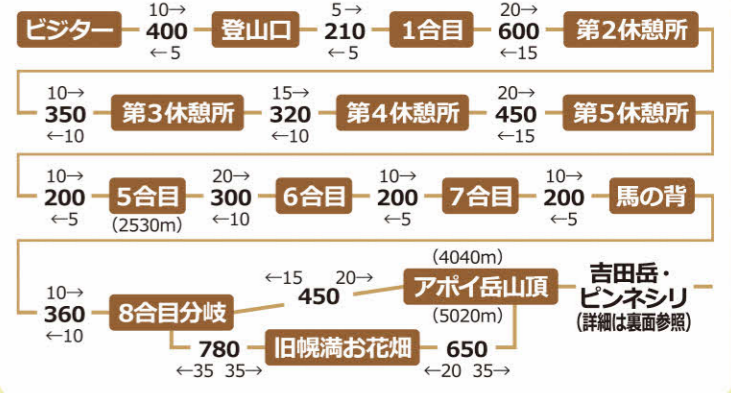 10→ 5→ 20→
ビジター 400 登山口 210 1合目 600 第2休憩所
←5 ←5 ←15
10→ 15→ 20→
350 第3休憩所 320 第4休憩所 450 第5休憩所
←10 ←10 ←15
10→ 20→ 10→ 10→
200 5合目 300 6合目 200 7合目 200 馬の背
←5 (2530m) ←10 ←5 ←5
10→ ←15 20→ (4040m) 吉田岳・
360 8合目分岐 450 アポイ岳山頂 ピンネシリ
←10 (5020m) (詳細は裏面参照)
780 旧幌満お花畑 650
←35 35→ ←20 35→